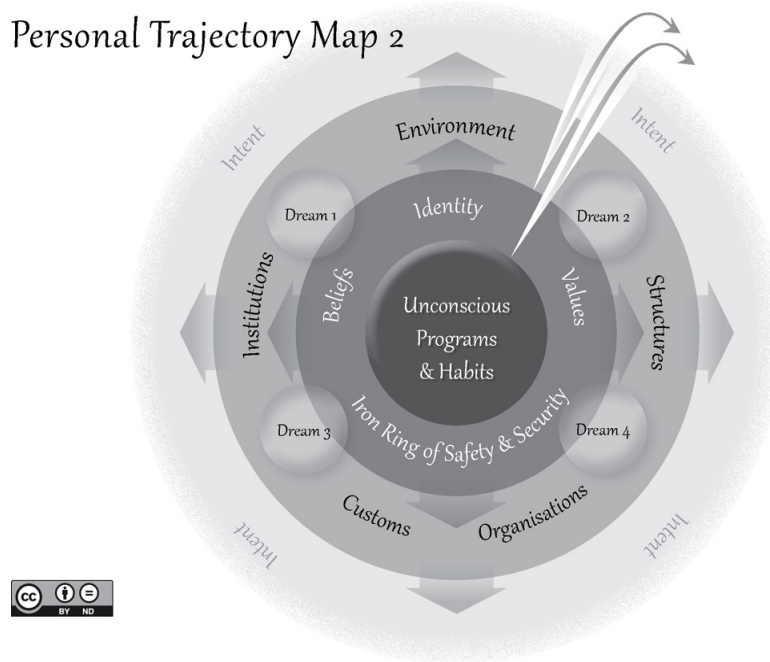 Personal Trajectory Map 2
Intent
Intent
Environment
Dream 1
Identity
Dream 2
Institutions
Beliefs
Values
Structures
Unconscious
Programs
& Habits
Dream 3
Iron Ring of Safety & Security
Dream 4
Customs
Organisations
Intent
Intent
cc
BY ND